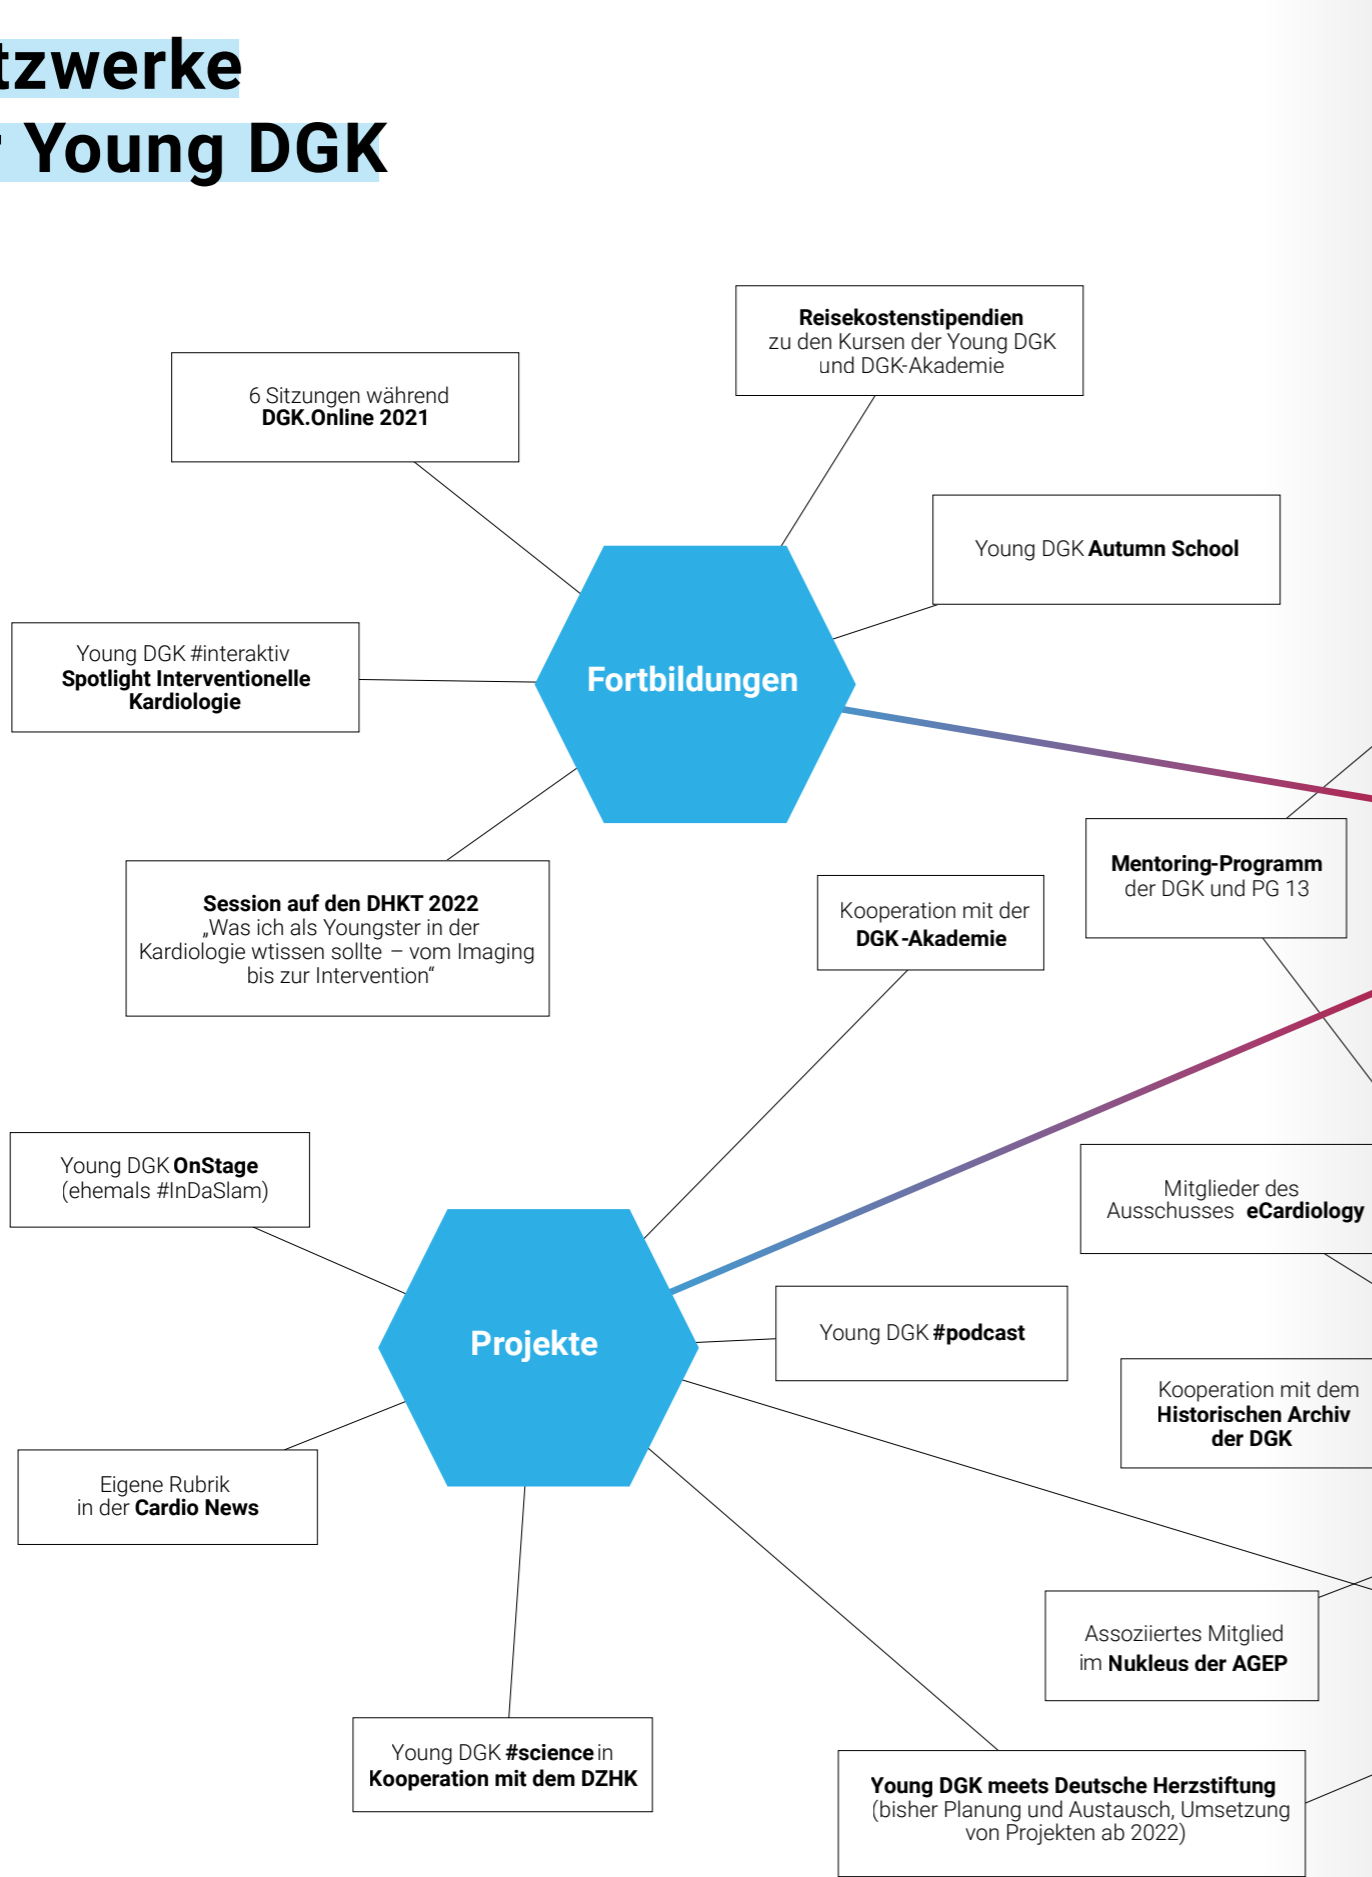 tzwerke
r Young DGK
Reisekostenstipendien
zu den Kursen der Young DGK
und DGK-Akademie
6 Sitzungen während
DGK.Online 2021
Young DGK Autumn School
Young DGK #interaktiv
Spotlight Interventionelle
Kardiologie
Fortbildungen
Session auf den DHKT 2022
„Was ich als Youngster in der
Kardiologie wtissen sollte – vom Imaging
bis zur Intervention“
Kooperation mit der
DGK-Akademie
Mentoring-Programm
der DGK und PG 13
Young DGK OnStage
(ehemals #InDaSlam)
Mitglieder des
Ausschusses eCardiology
Projekte
Young DGK #podcast
Kooperation mit dem
Historischen Archiv
der DGK
Eigene Rubrik
in der Cardio News
Assoziiertes Mitglied
im Nukleus der AGEP
Young DGK #science in
Kooperation mit dem DZHK
Young DGK meets Deutsche Herzstiftung
(bisher Planung und Austausch, Umsetzung
von Projekten ab 2022)